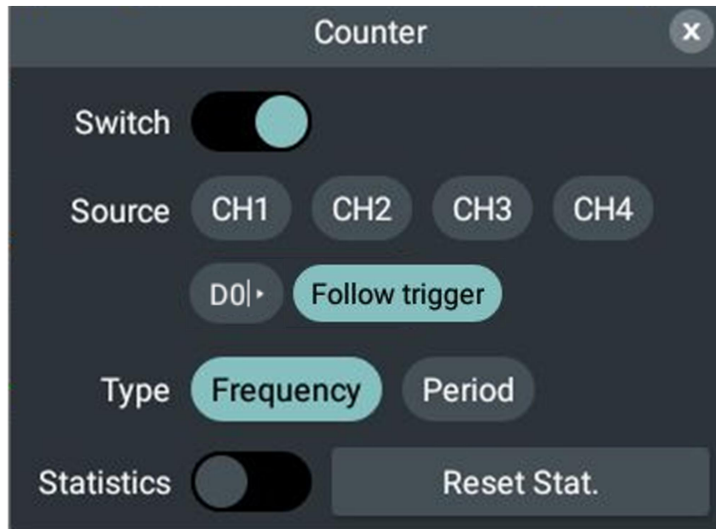 Counter X
Switch
Source CH1 CH2 CH3 CH4
D0 Follow trigger
Type Frequency Period
Statistics Reset Stat.